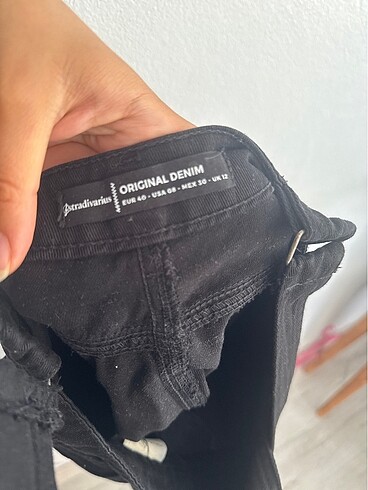 stradivarius
ORIGINAL DENIM
EUR 40 - USA 08 - MEX 30 - UK 12